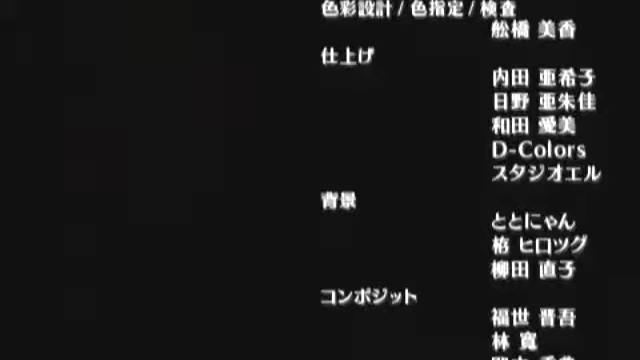 色彩設計 / 色指定 / 検査
舩橋 美香
仕上げ
内田 亜希子
日野 亜朱佳
和田 愛美
D-Colors
スタジオエル
背景
ととにゃん
ヒロツグ
柳田 直子
コンポジット
福世 晋吾
林 寛